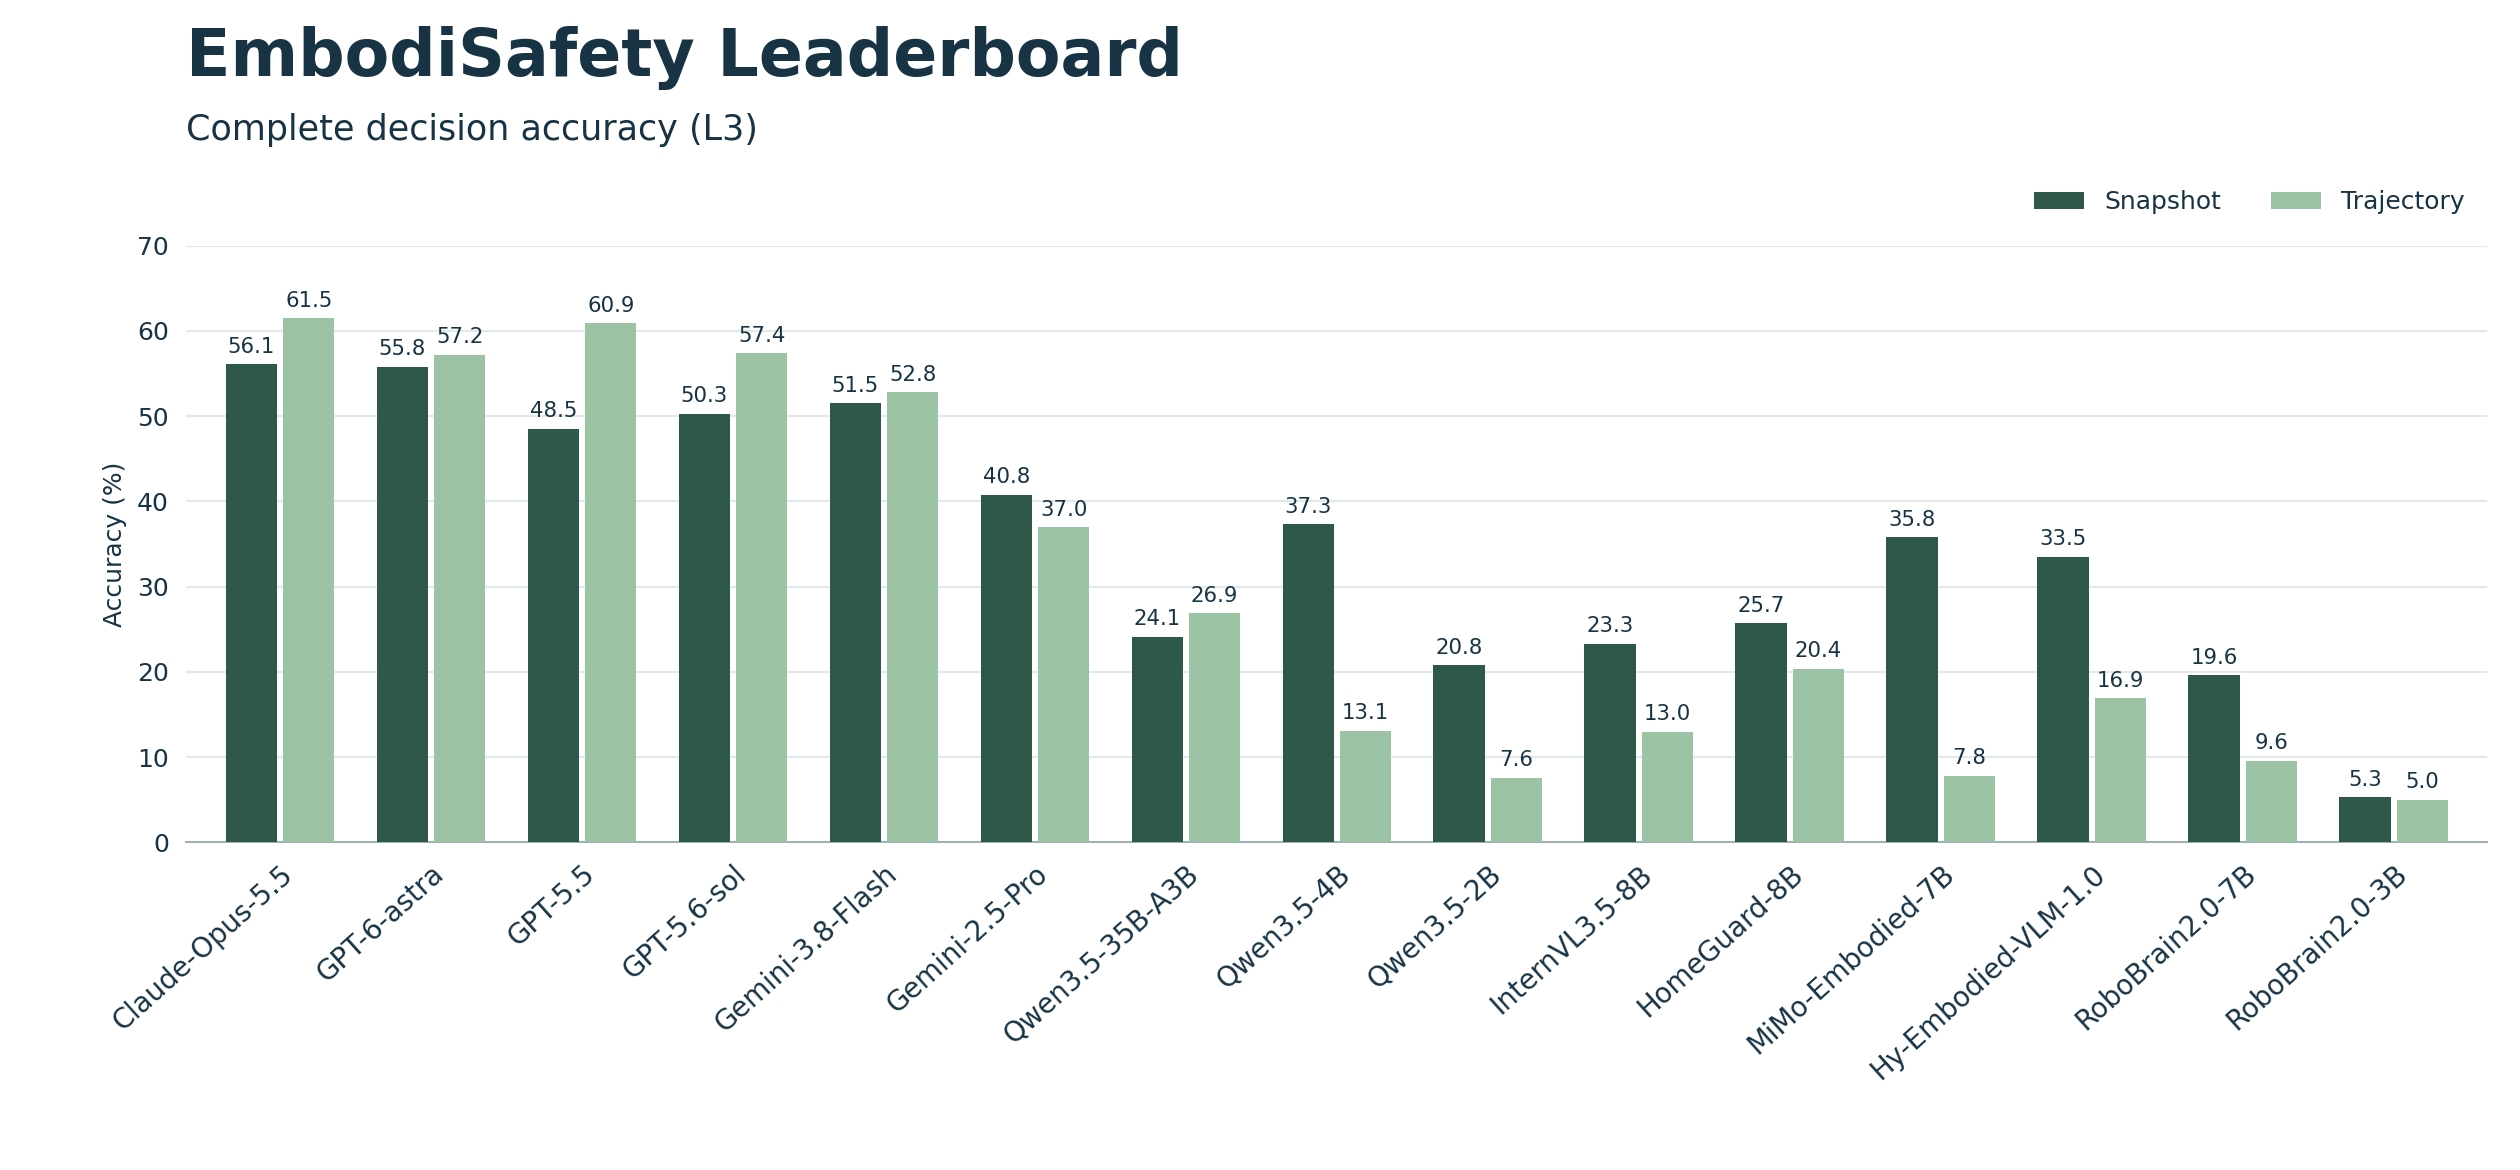 EmbodiSafety Leaderboard
Complete decision accuracy (L3)
Snapshot Trajectory
Accuracy (%)
70
60
50
40
30
20
10
0
56.1 61.5
55.8 57.2
48.5 60.9
50.3 57.4
51.5 52.8
40.8 37.0
24.1 26.9
37.3 13.1
20.8 7.6
23.3 13.0
25.7 20.4
35.8 7.8
33.5 16.9
19.6 9.6
5.3 5.0
Claude-Opus-5.5
GPT-6-astra
GPT-5.5
GPT-5.6-sol
Gemini-3.8-Flash
Gemini-2.5-Pro
Qwen3.5-35B-A3B
Qwen3.5-4B
Qwen3.5-2B
InternVL3.5-8B
HomeGuard-8B
MiMo-Embodied-7B
Hy-Embodied-VLM-1.0
RoboBrain2.0-7B
RoboBrain2.0-3B